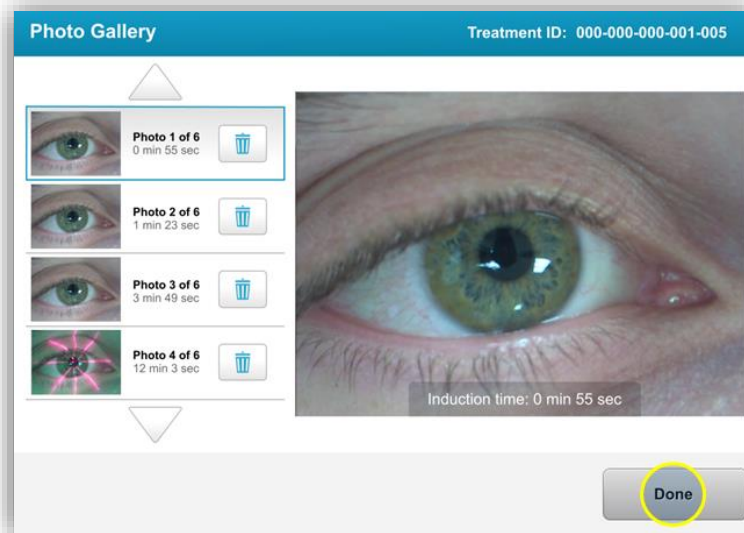 Photo Gallery
Treatment ID: 000-000-000-001-005
Photo 1 of 6
0 min 55 sec
Photo 2 of 6
1 min 23 sec
Photo 3 of 6
3 min 49 sec
Photo 4 of 6
12 min 3 sec
Induction time: 0 min 55 sec
Done